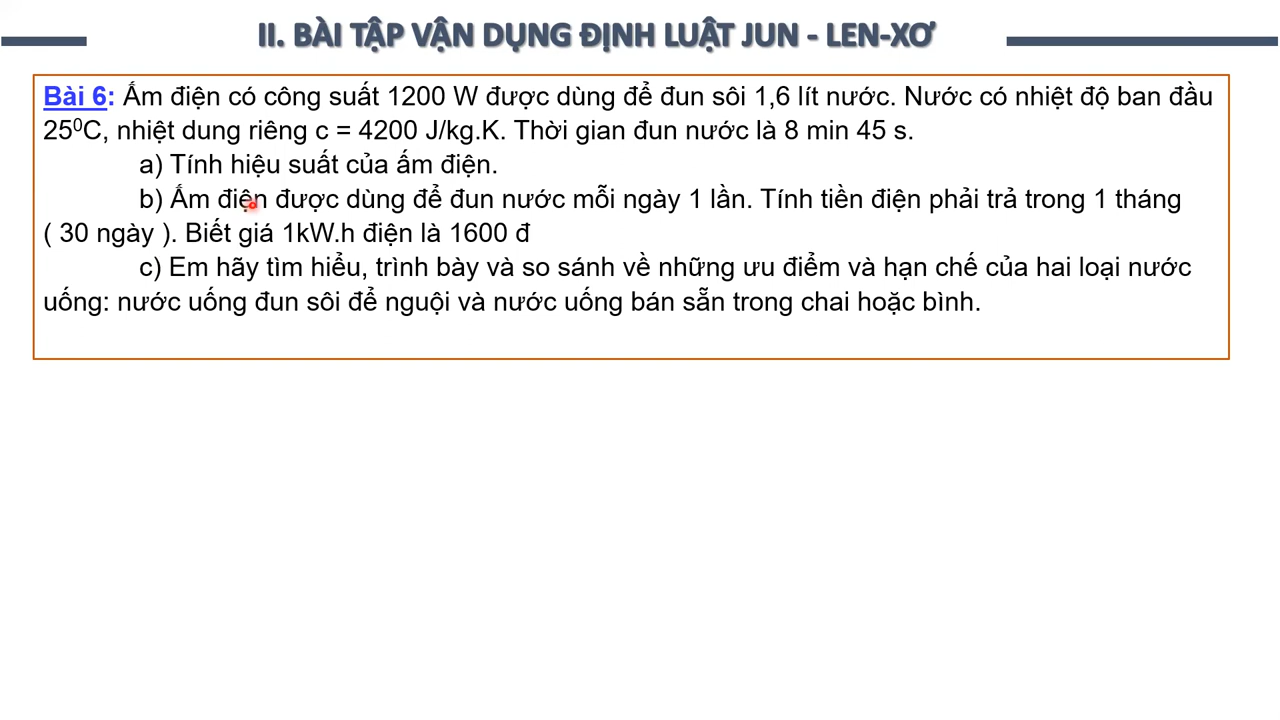 II. BÀI TẬP VẬN DỤNG ĐỊNH LUẬT JUN - LEN-XƠ
Bài 6: Ấm điện có công suất 1200 W được dùng để đun sôi 1,6 lít nước. Nước có nhiệt độ ban đầu
25⁰C, nhiệt dung riêng c = 4200 J/kg.K. Thời gian đun nước là 8 min 45 s.
a) Tính hiệu suất của ấm điện.
b) Ấm điện được dùng để đun nước mỗi ngày 1 lần. Tính tiền điện phải trả trong 1 tháng
( 30 ngày ). Biết giá 1kW.h điện là 1600 đ
c) Em hãy tìm hiểu, trình bày và so sánh về những ưu điểm và hạn chế của hai loại nước
uống: nước uống đun sôi để nguội và nước uống bán sẵn trong chai hoặc bình.